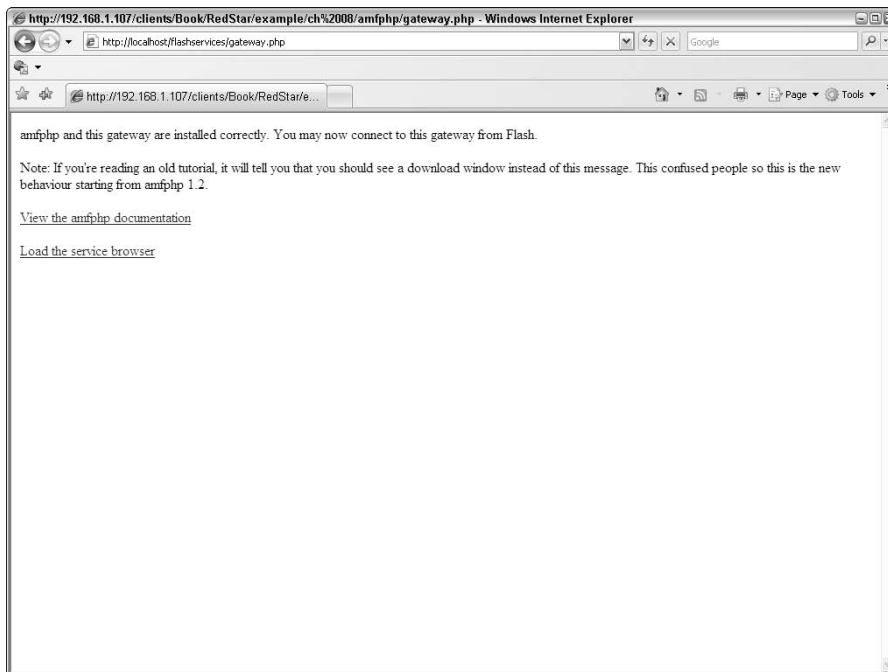 http://192.168.1.107/clients/Book/RedStar/example/ch%2008/amfphp/gateway.php - Windows Internet Explorer
http://localhost/flashservices/gateway.php
Google
http://192.168.1.107/clients/Book/RedStar/e...
Page
Tools
amfphp and this gateway are installed correctly. You may now connect to this gateway from Flash.
Note: If you're reading an old tutorial, it will tell you that you should see a download window instead of this message. This confused people so this is the new
behaviour starting from amfphp 1.2.
View the amfphp documentation
Load the service browser